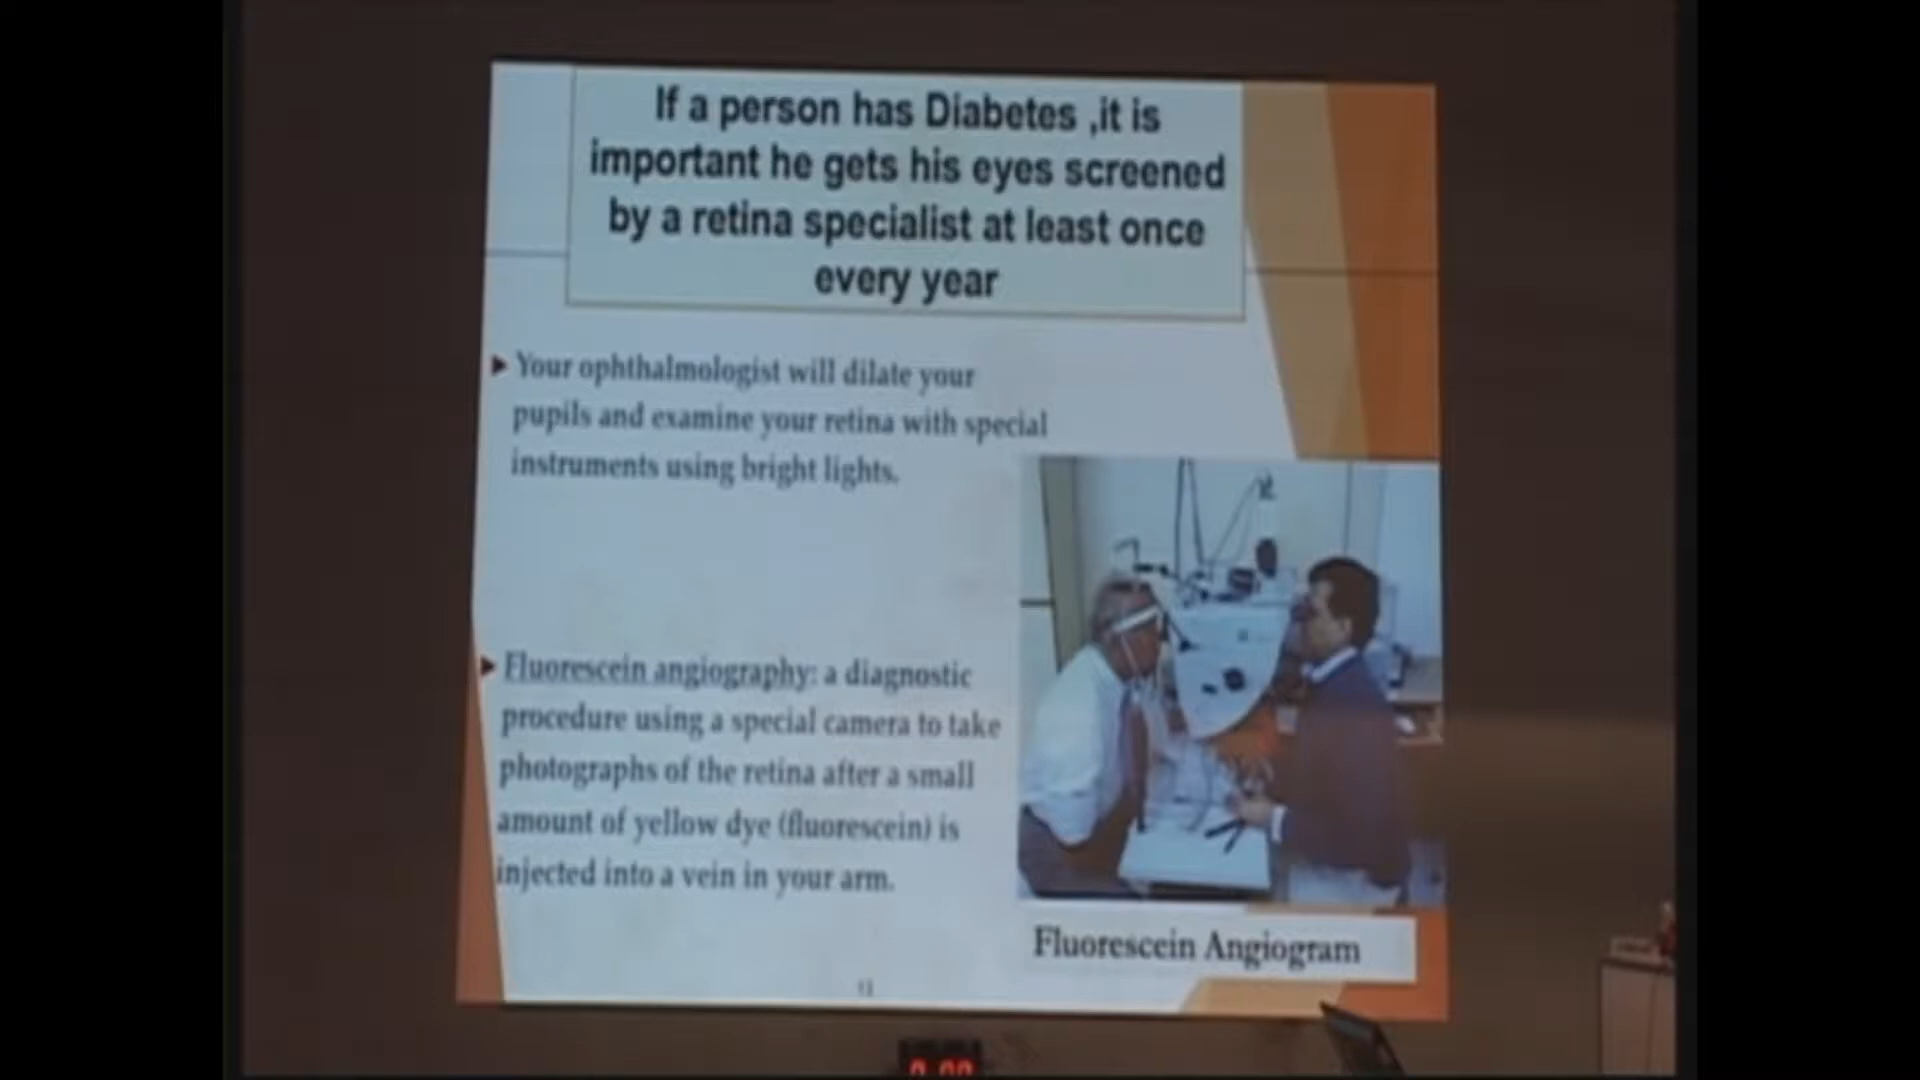 If a person has Diabetes ,it is
important he gets his eyes screened
by a retina specialist at least once
every year
Your ophthalmologist will dilate your
pupils and examine your retina with special
instruments using bright lights.
Fluorescein angiography: a diagnostic
procedure using a special camera to take
photographs of the retina after a small
amount of yellow dye (fluorescein) is
injected into a vein in your arm.
Fluorescein Angiogram